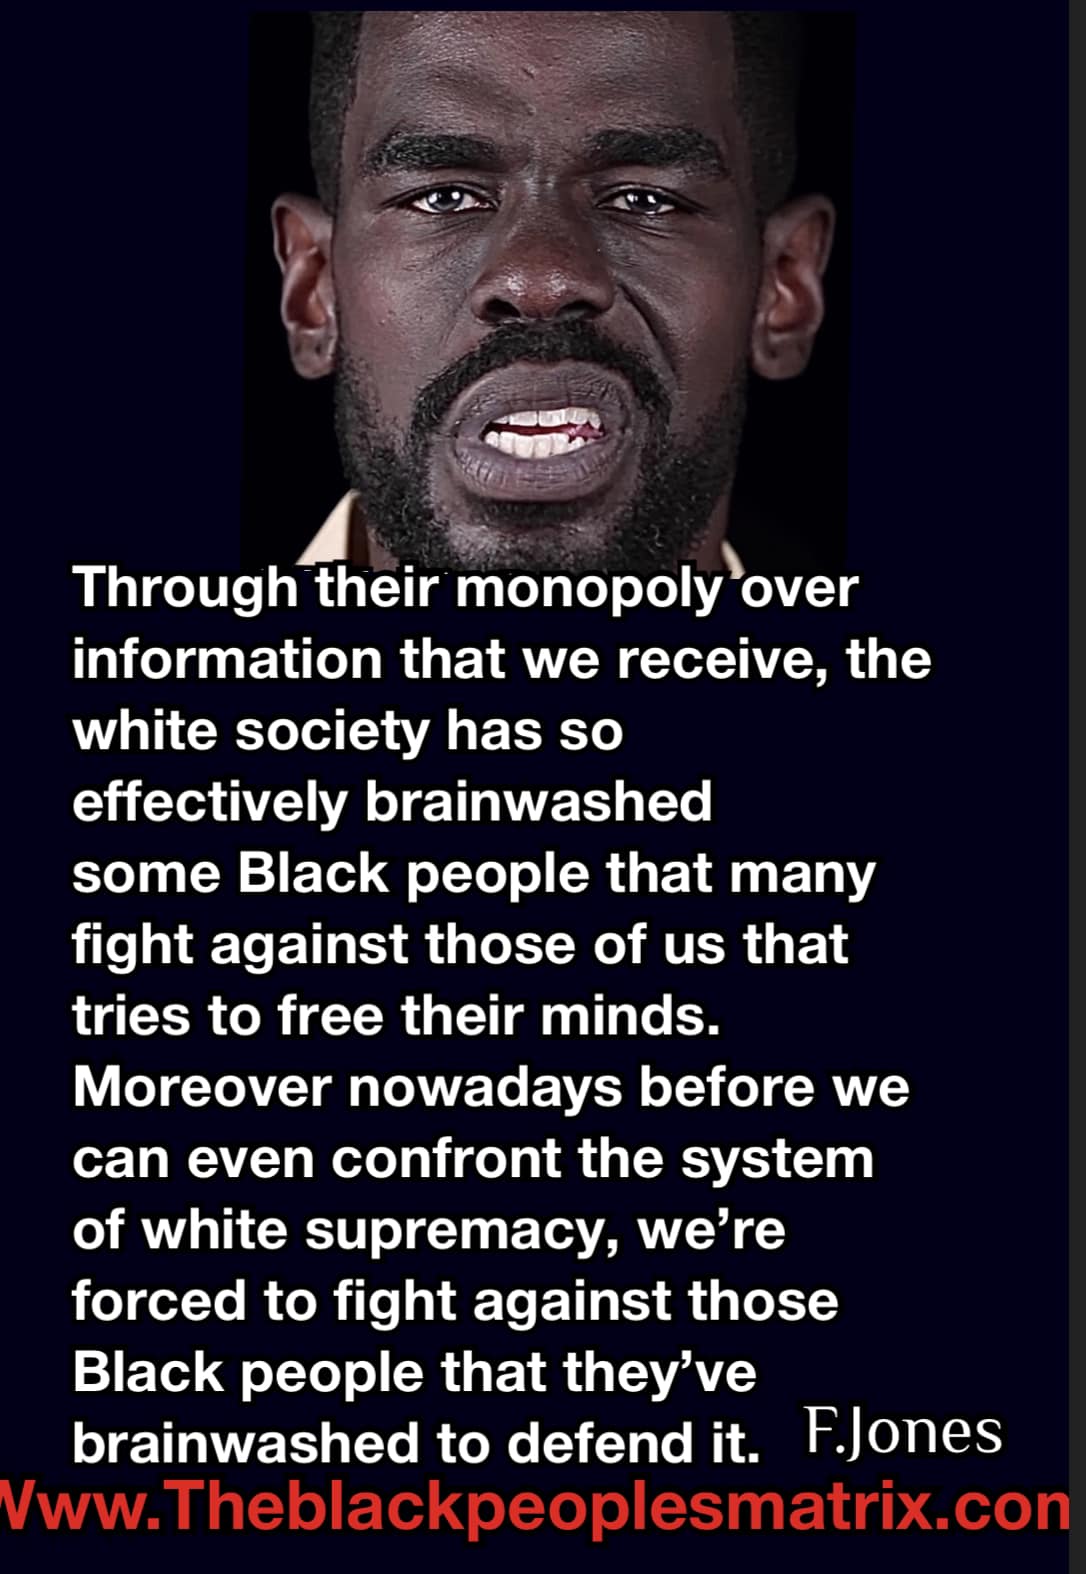 Through their monopoly over
information that we receive, the
white society has so
effectively brainwashed
some Black people that many
fight against those of us that
tries to free their minds.
Moreover nowadays before we
can even confront the system
of white supremacy, we’re
forced to fight against those
Black people that they’ve
brainwashed to defend it. F.Jones
Www.Theblackpeoplesmatrix.com